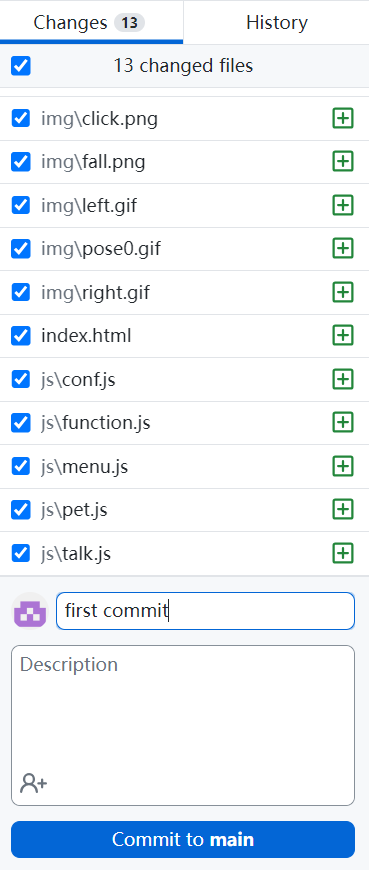 Changes 13 History
13 changed files
img\click.png
img\fall.png
img\left.gif
img\pose0.gif
img\right.gif
index.html
js\conf.js
js\function.js
js\menu.js
js\pet.js
js\talk.js
first commit
Description
Commit to main